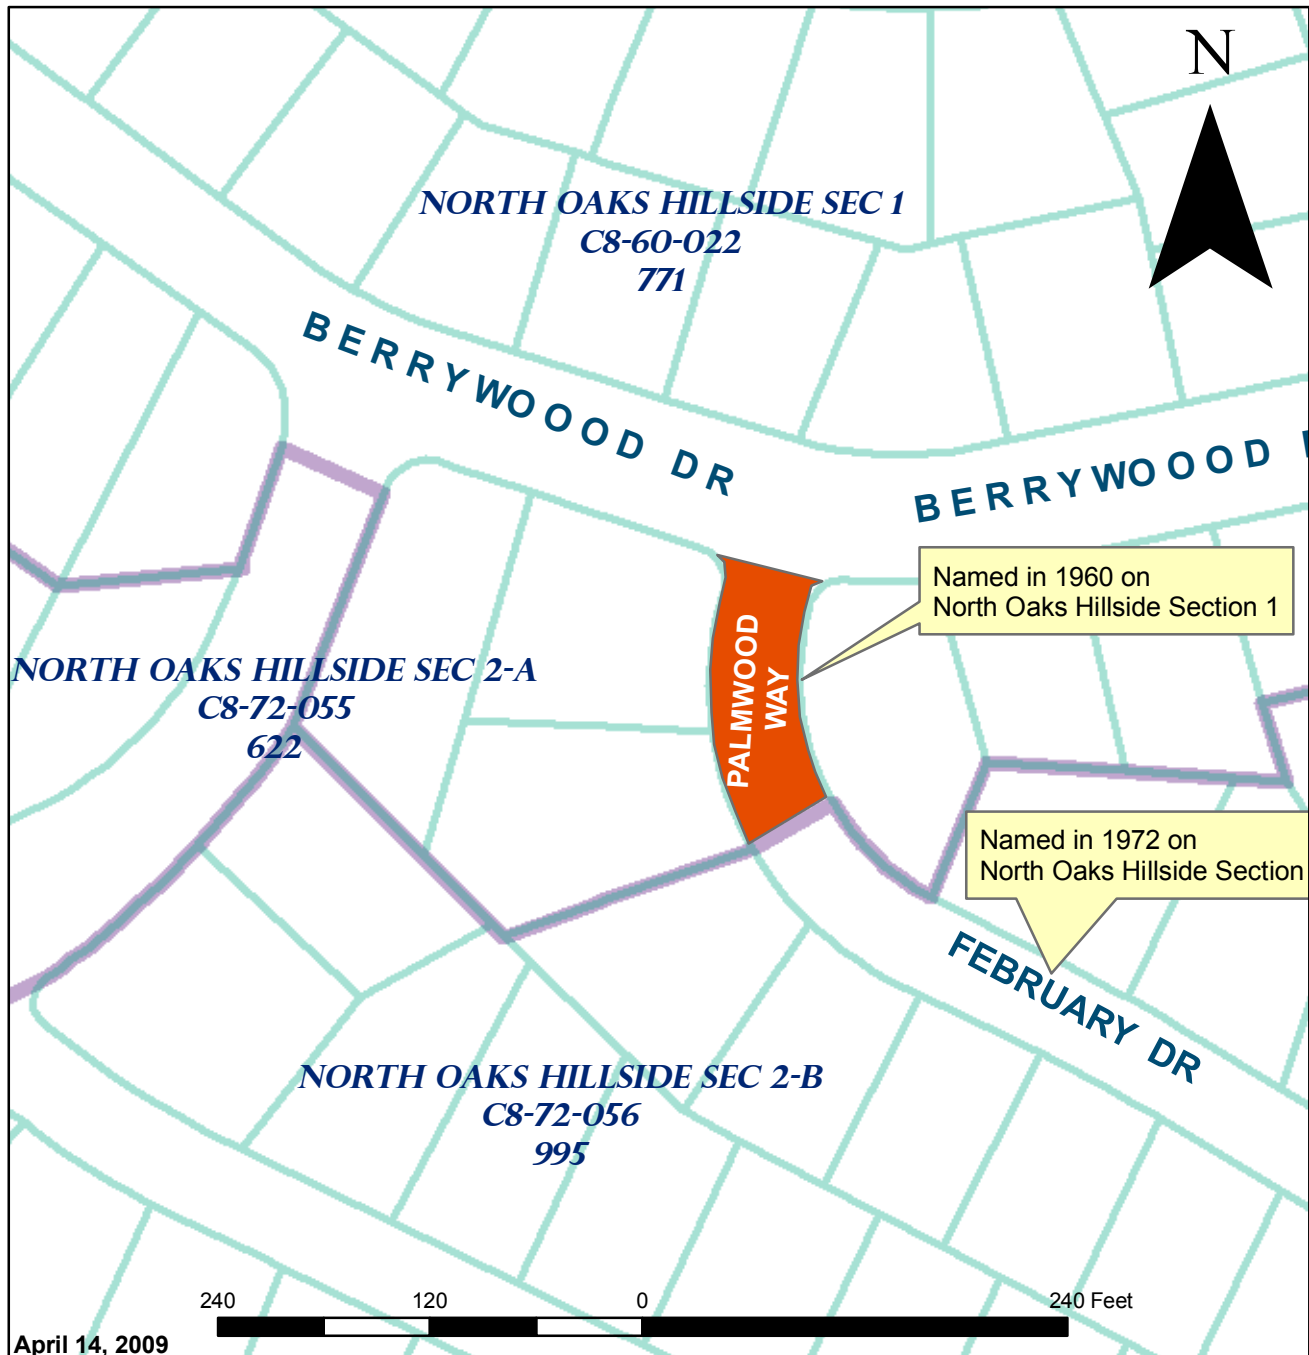 N
NORTH OAKS HILLSIDE SEC 1
C8-60-022
771
BERRYWOOOD DR
BERRYWOOOD
Named in 1960 on
North Oaks Hillside Section 1
PALMWOOD
WAY
NORTH OAKS HILLSIDE SEC 2-A
C8-72-055
622
Named in 1972 on
North Oaks Hillside Section
FEBRUARY DR
NORTH OAKS HILLSIDE SEC 2-B
C8-72-056
995
240 120 0 240 Feet
April 14, 2009